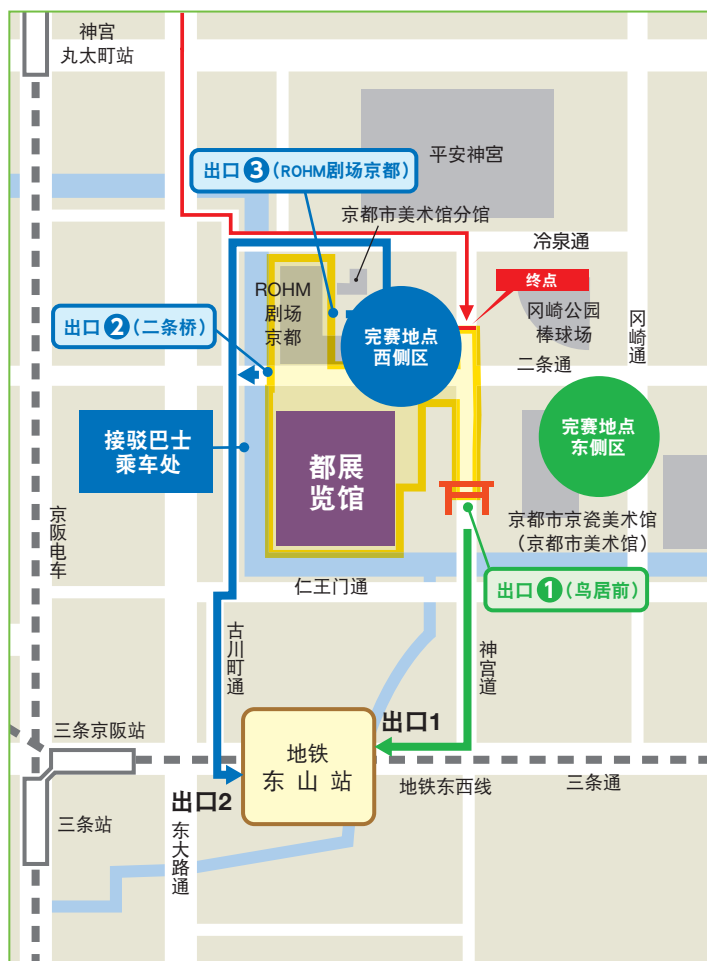 神宫
丸太町站
平安神宮
出口3(ROHM剧场京都)
京都市美术馆分馆
冷泉通
终点
ROHM
剧场
京都
冈崎公园
棒球场
冈崎通
出口2(二条桥)
完赛地点
西侧区
二条通
接驳巴士
乘车处
都展
览馆
完赛地点
东侧区
京阪电车
京都市京瓷美术馆
(京都市美术馆)
仁王门通
出口1(鸟居前)
古川町通
神宫道
三条京阪站
出口1
地铁
东山站
地铁东西线
三条通
出口2
三条站
东大路通